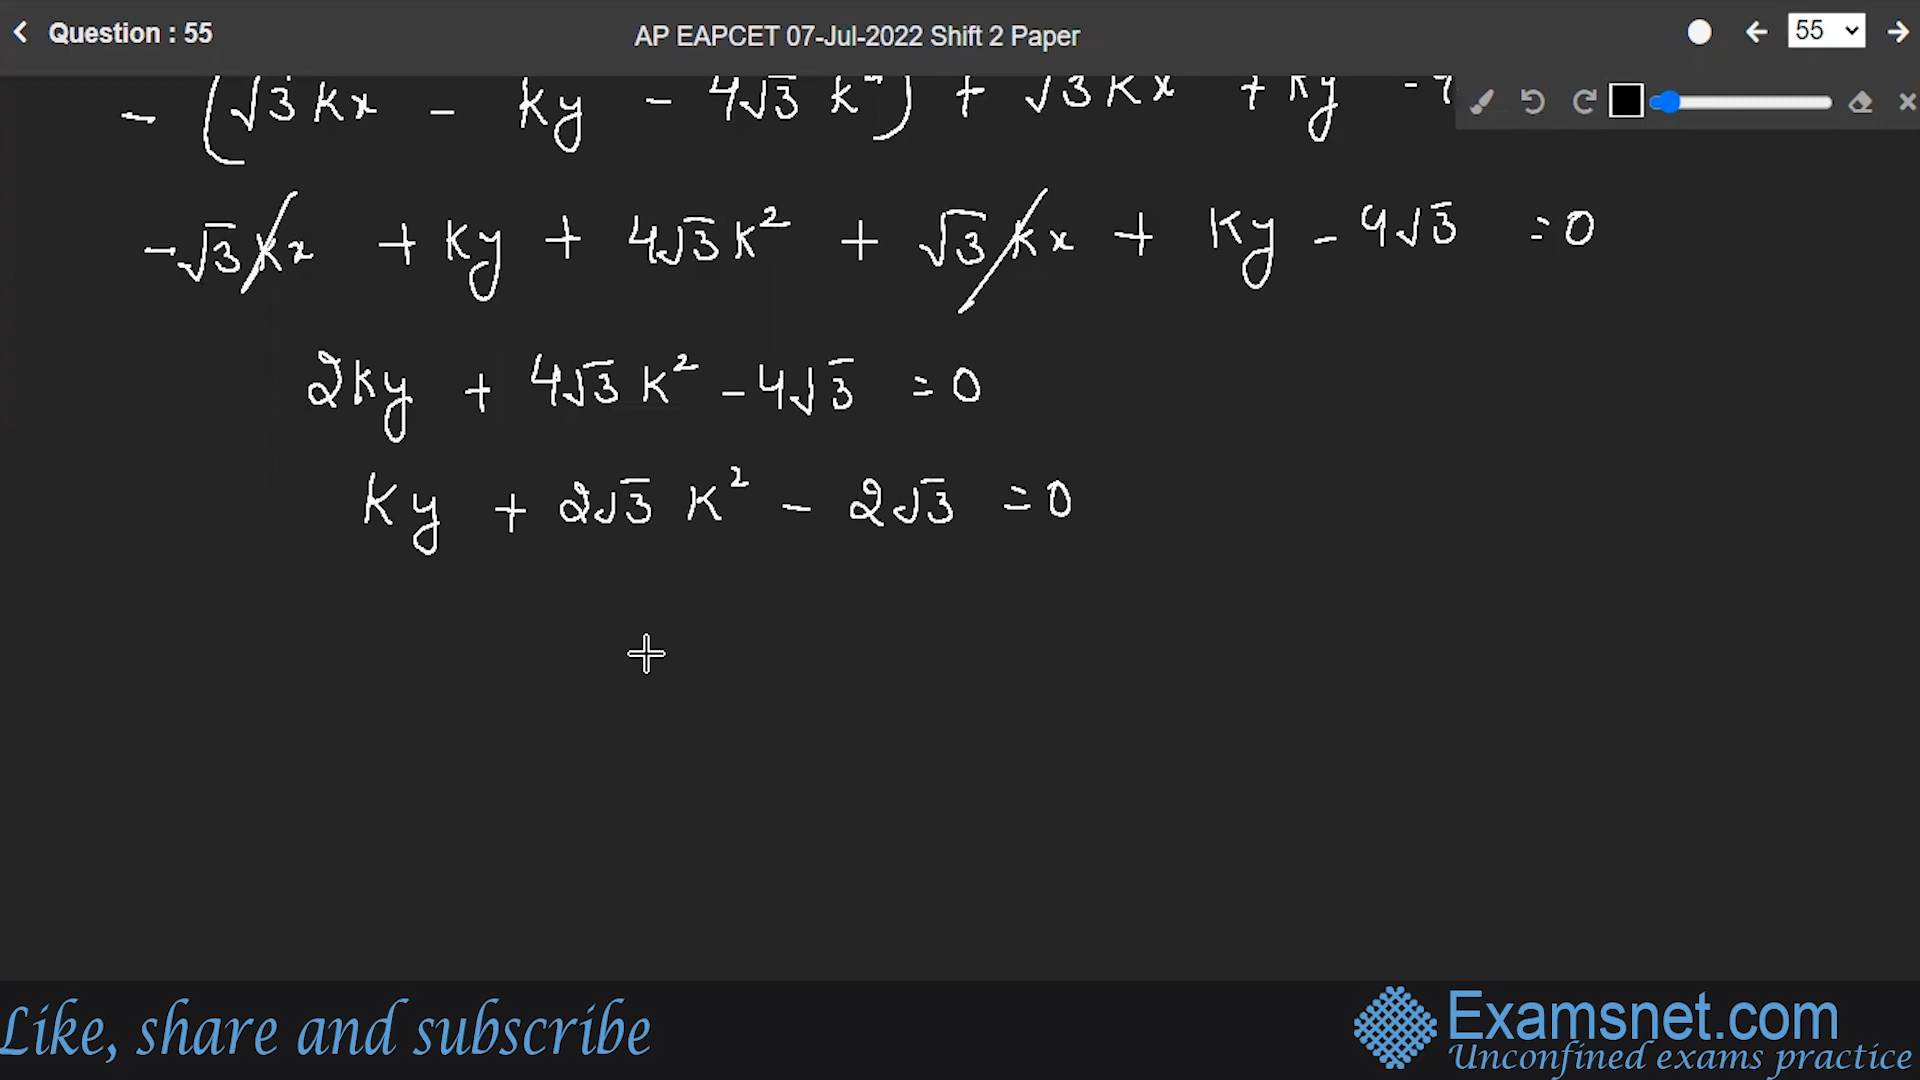 Question : 55
AP EAPCET 07-Jul-2022 Shift 2 Paper
55
- (√3 kx - ky - 4√3 k²) + √3 kx + ky - 4
- √3 kx + ky + 4√3 k² + √3 kx + ky - 4√3 = 0
2ky + 4√3 k² - 4√3 = 0
ky + 2√3 k² - 2√3 = 0
Like, share and subscribe
Examsnet.com
Unconfined exams practice